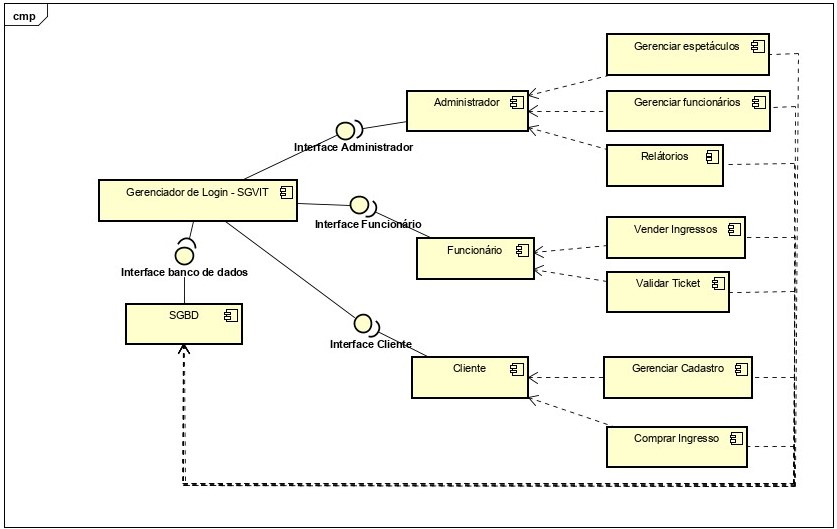 cmp
Gerenciar espetáculos
Administrador
Gerenciar funcionários
Interface Administrador
Relátorios
Gerenciador de Login - SGVIT
Interface Funcionário
Vender Ingressos
Funcionário
Interface banco de dados
Validar Ticket
SGBD
Interface Cliente
Cliente
Gerenciar Cadastro
Comprar Ingresso